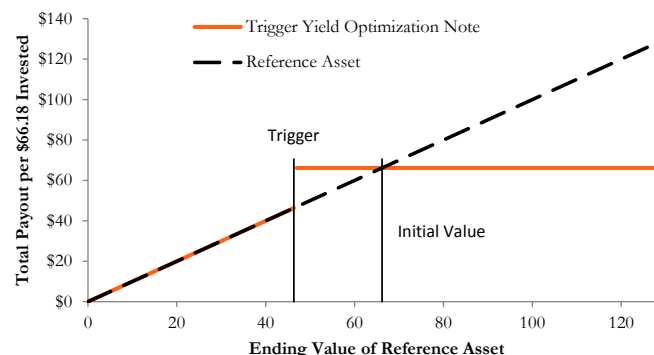 $140
$120
$100
$80
$60
$40
$20
$0
Total Payout per $66.18 Invested
Trigger Yield Optimization Note
Reference Asset
Trigger
Initial Value
0 20 40 60 80 100 120
Ending Value of Reference Asset